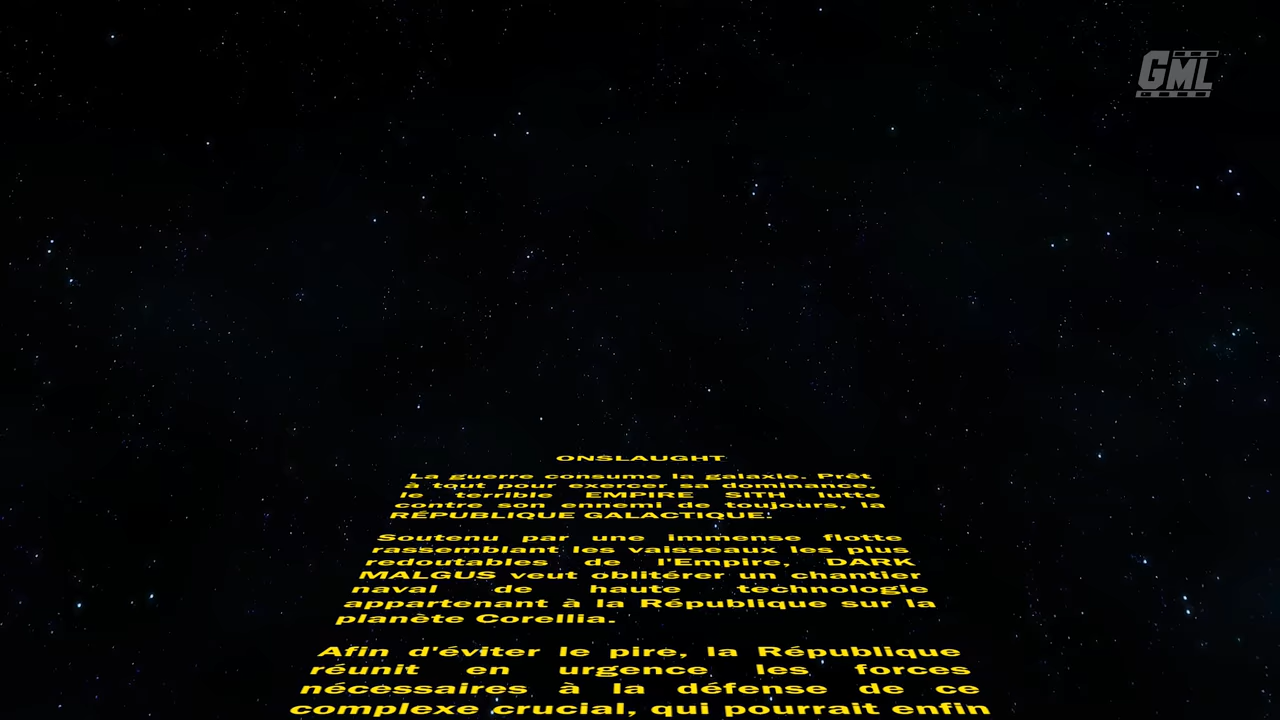 GML
ONSLAUGHT
La guerre consume la galaxie. Prêt
à tout pour exercer sa dominance,
le terrible EMPIRE SITH lutte
contre son ennemi de toujours, la
RÉPUBLIQUE GALACTIQUE.
Soutenu par une immense flotte
rassemblant les vaisseaux les plus
redoutables de l'Empire, DARK
MALGUS veut oblitérer un chantier
naval de haute technologie
appartenant à la République sur la
planète Corellia.
Afin d'éviter le pire, la République
réunit en urgence les forces
nécessaires à la défense de ce
complexe crucial, qui pourrait enfin